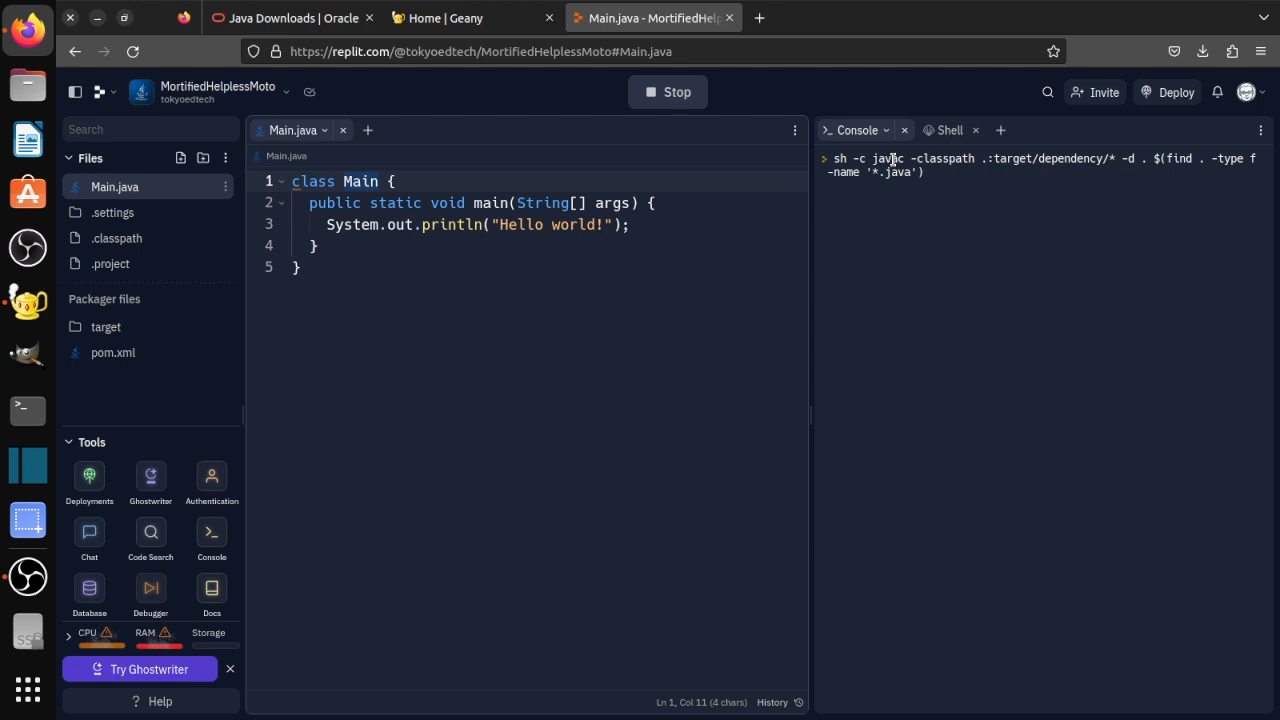 Java Downloads | Oracle
Home | Geany
Main.java - MortifiedHelp
https://replit.com/@tokyoedtech/MortifiedHelplessMoto#Main.java
MortifiedHelplessMoto
tokyoedtech
Stop
Invite
Deploy
Search
Files
Main.java
.settings
.classpath
.project
Packager files
target
pom.xml
Tools
Deployments
Ghostwriter
Authentication
Chat
Code Search
Console
Database
Debugger
Docs
CPU
RAM
Storage
Try Ghostwriter
? Help
Main.java
Main.java
1 class Main {
2 public static void main(String[] args) {
3 System.out.println("Hello world!");
4 }
5 }
Ln 1, Col 11 (4 chars)
History
Console
Shell
sh -c javac -classpath .:target/dependency/* -d . $(find . -type f
-name '*.java')